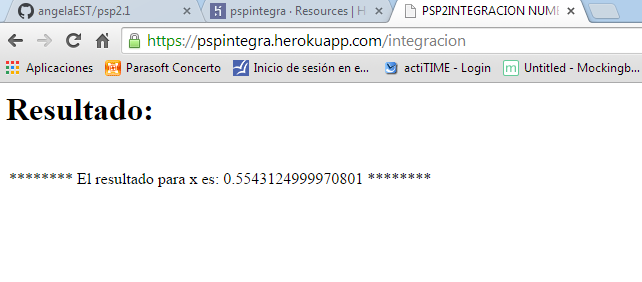 angelaEST/psp2.1
pspintegra · Resources | H
PSP2INTEGRACION NUME
https://pspintegra.herokuapp.com/integracion
Aplicaciones
Parasoft Concerto
Inicio de sesión en e...
actiTIME - Login
Untitled - Mockingb...
Resultado:
******** El resultado para x es: 0.5543124999970801 ********